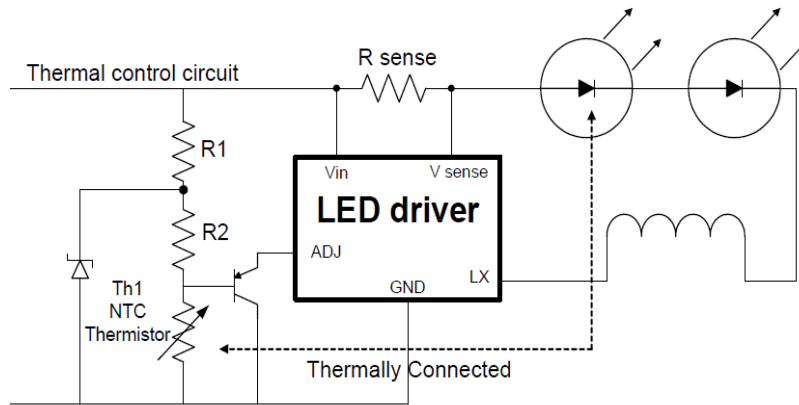 Thermal control circuit
R sense
R1
Vin
V sense
LED driver
R2
ADJ
LX
GND
Th1
NTC
Thermistor
Thermally Connected